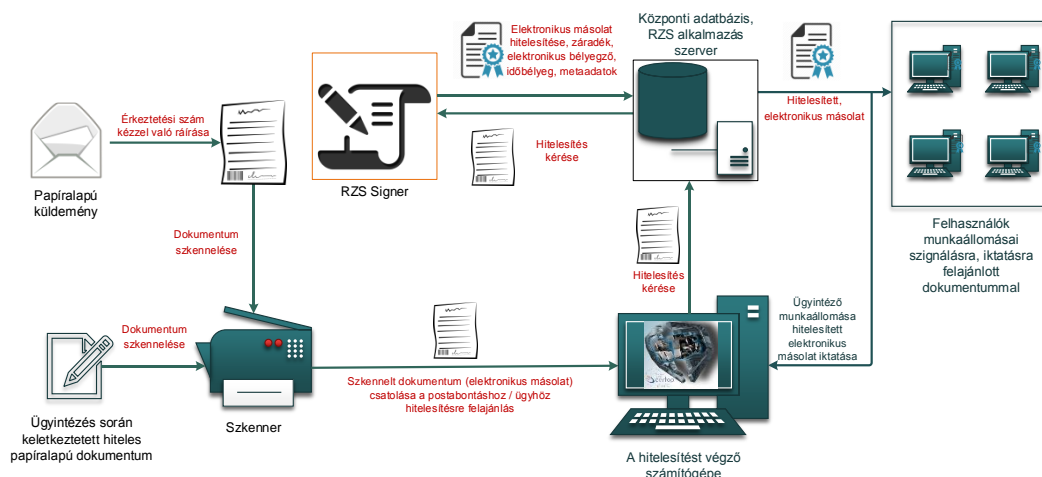 Elektronikus másolat
hitelesítése, záradék,
elektronikus bélyegző,
időbélyeg, metaadatok
Központi adatbázis,
RZS alkalmazás
szerver
Érkeztetési szám
kézzel való ráírása
Hitelesítés
kérése
Hitelesített,
elektronikus másolat
Papíralapú
küldemény
RZS Signer
Dokumentum
szkennelése
Hitelesítés
kérése
Felhasználók
munkaállomásai
szignálásra, iktatásra
felajánlott
dokumentummal
Dokumentum
szkennelése
Ügyintéző
munkaállomása
hitelesített
elektronikus
másolat iktatása
Szkennelt dokumentum (elektronikus másolat)
csatolása a postabontáshoz / ügyhöz
hitelesítésre felajánlás
Ügyintézés során
keletkeztetett hiteles
papíralapú dokumentum
Szkenner
A hitelesítést végző
számítógépe